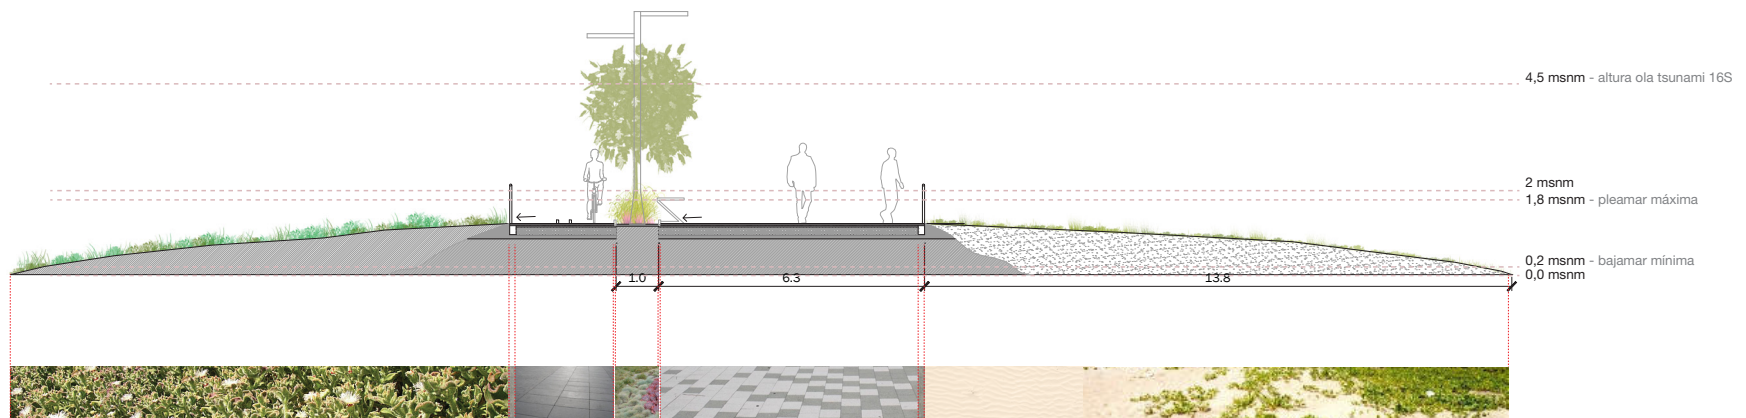 4,5 msnm - altura ola tsunami 16S
2 msnm
1,8 msnm - pleamar máxima
0,2 msnm - bajamar mínima
0,0 msnm
1.0 6.3 13.8